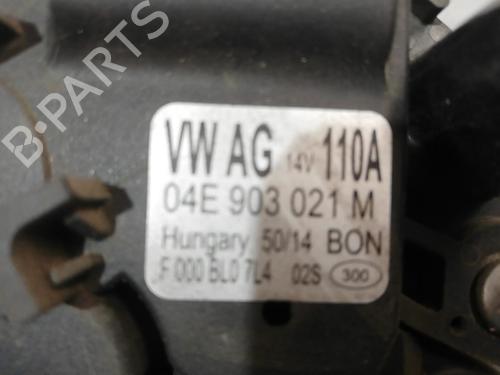 B-PARTS
VW AG 14V 110A
04E 903 021 M
Hungary 50/14 BON
F 000 BL0 7L4 02S 300